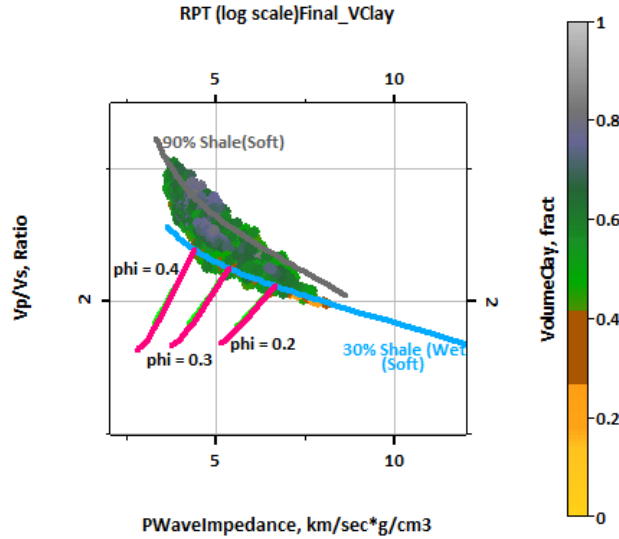 RPT (log scale)Final_VClay
5
10
1
90% Shale(Soft)
0.8
phi = 0.4
0.6
2
2
phi = 0.2
phi = 0.3
30% Shale (Wet
(Soft)
0.4
0.2
5
10
0
PWaveImpedance, km/sec*g/cm3
Vp/Vs, Ratio
VolumeClay, fract